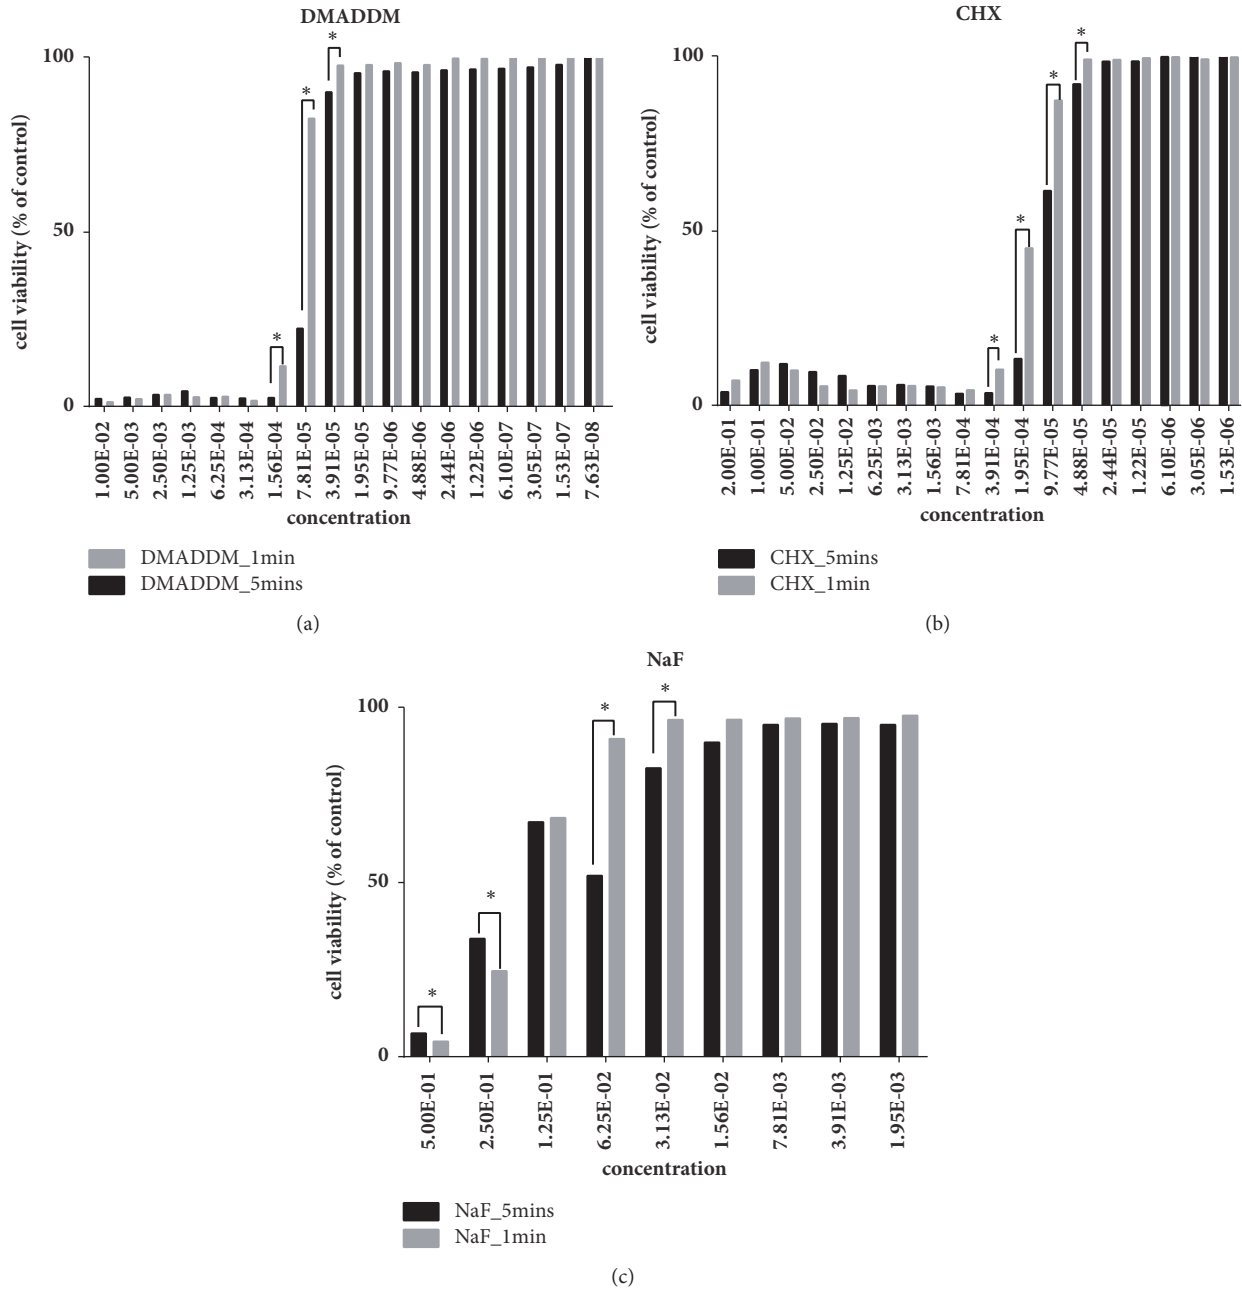 DMADDM
cell viability (% of control)
100
50
0
*
*
*
1.00E-02
5.00E-03
2.50E-03
1.25E-03
6.25E-04
3.13E-04
1.56E-04
7.81E-05
3.91E-05
1.95E-05
9.77E-06
4.88E-06
2.44E-06
1.22E-06
6.10E-07
3.05E-07
1.53E-07
7.63E-08
concentration
DMADDM_1min
DMADDM_5mins
(a)
CHX
cell viability (% of control)
100
50
0
*
*
*
*
2.00E-01
1.00E-01
5.00E-02
2.50E-02
1.25E-02
6.25E-03
3.13E-03
1.56E-03
7.81E-04
3.91E-04
1.95E-04
9.77E-05
4.88E-05
2.44E-05
1.22E-05
6.10E-06
3.05E-06
1.53E-06
concentration
CHX_5mins
CHX_1min
(b)
NaF
cell viability (% of control)
100
50
0
*
*
*
*
5.00E-01
2.50E-01
1.25E-01
6.25E-02
3.13E-02
1.56E-02
7.81E-03
3.91E-03
1.95E-03
concentration
NaF_5mins
NaF_1min
(c)